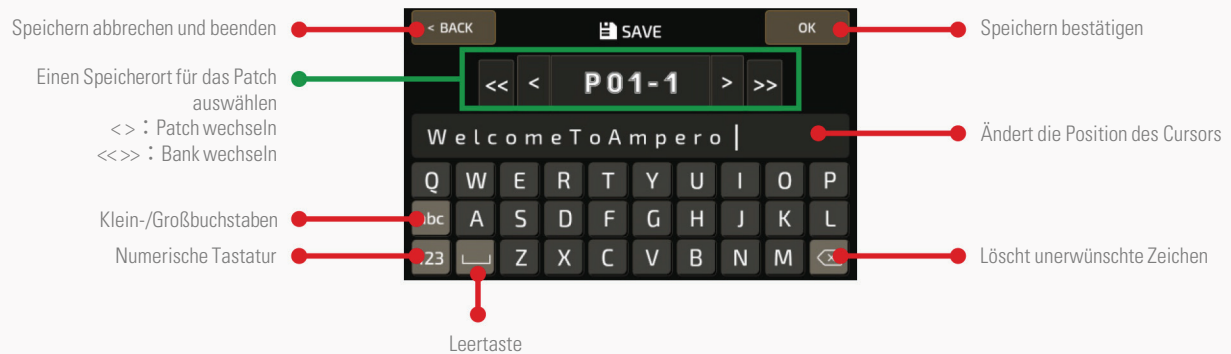 Speichern abbrechen und beenden
< BACK
SAVE
OK
Speichern bestätigen
Einen Speicherort für das Patch
auswählen
< > : Patch wechseln
<< >> : Bank wechseln
<< < P01-1 > >>
WelcomeToAmpero
Ändert die Position des Cursors
Q W E R T Y U I O P
Klein-/Großbuchstaben
abc A S D F G H J K L
Numerische Tastatur
123 Z X C V B N M
Löscht unerwünschte Zeichen
Leertaste